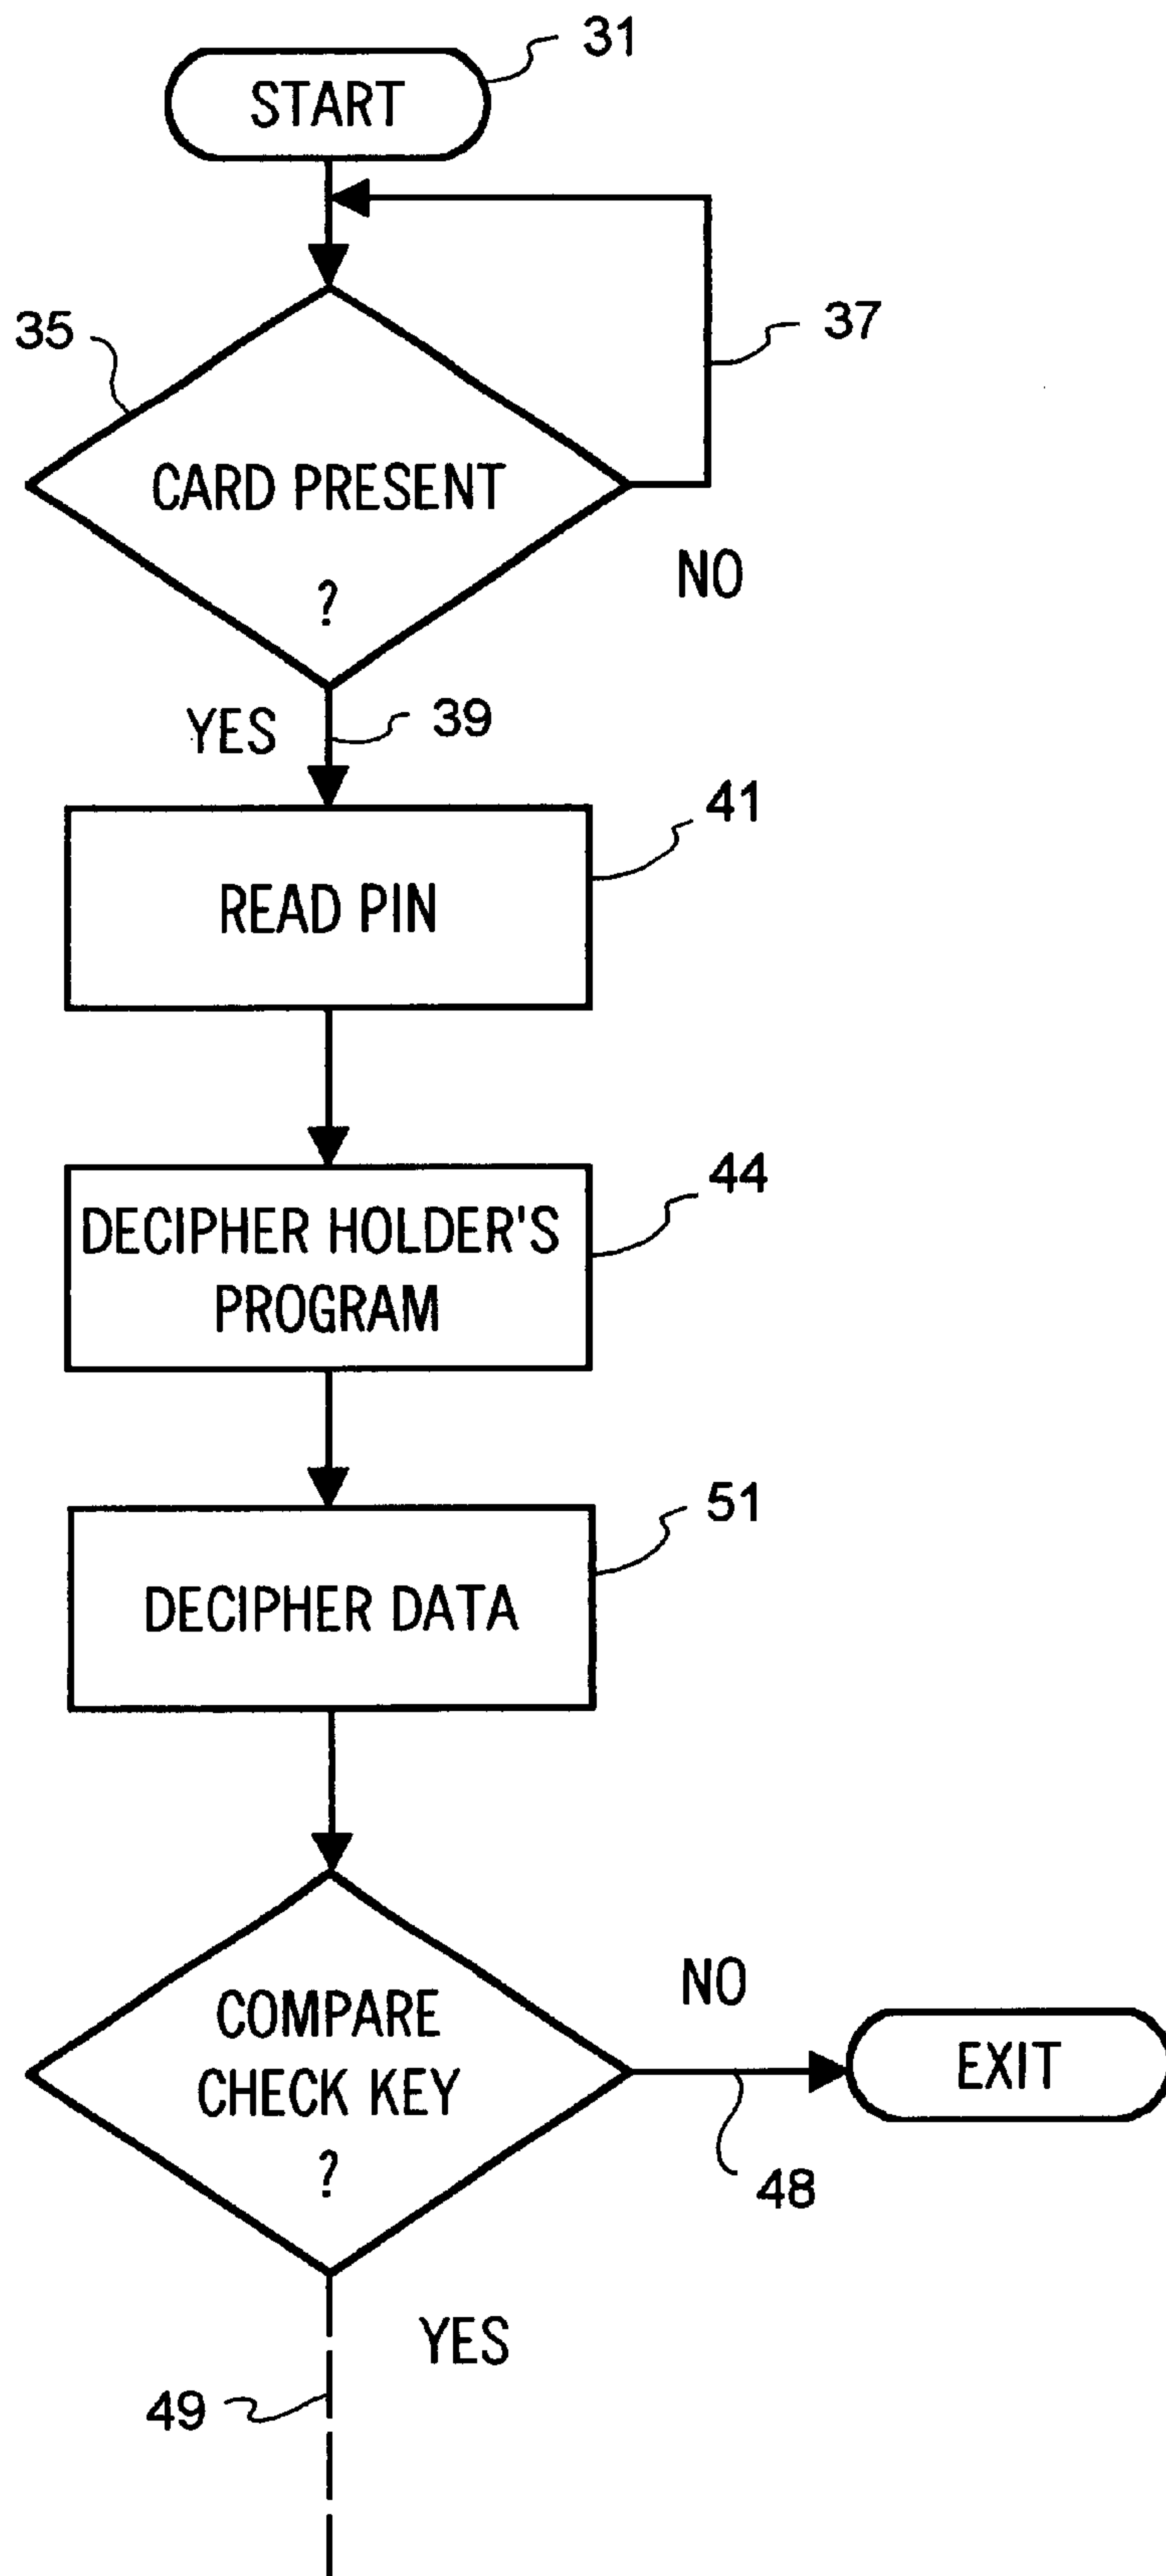 31
START
37
35
CARD PRESENT
?
NO
YES
39
41
READ PIN
44
DECIPHER HOLDER'S
PROGRAM
51
DECIPHER DATA
NO
COMPARE
CHECK KEY
?
EXIT
48
YES
49